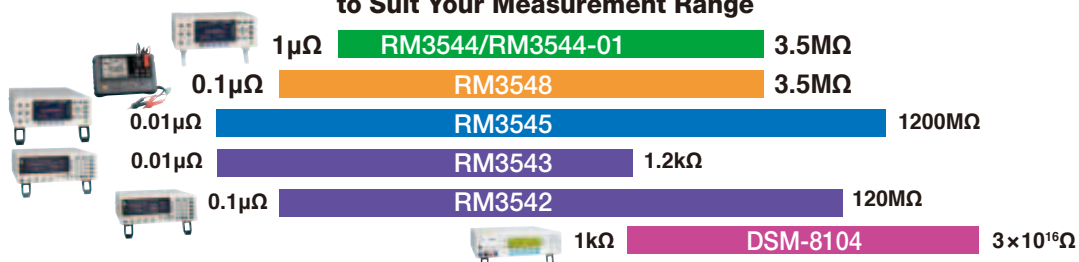 to Suit Your Measurement Range
1μΩ RM3544/RM3544-01 3.5MΩ
0.1μΩ RM3548 3.5MΩ
0.01μΩ RM3545 1200MΩ
0.01μΩ RM3543 1.2kΩ
0.1μΩ RM3542 120MΩ
1kΩ DSM-8104 3×10¹⁶Ω